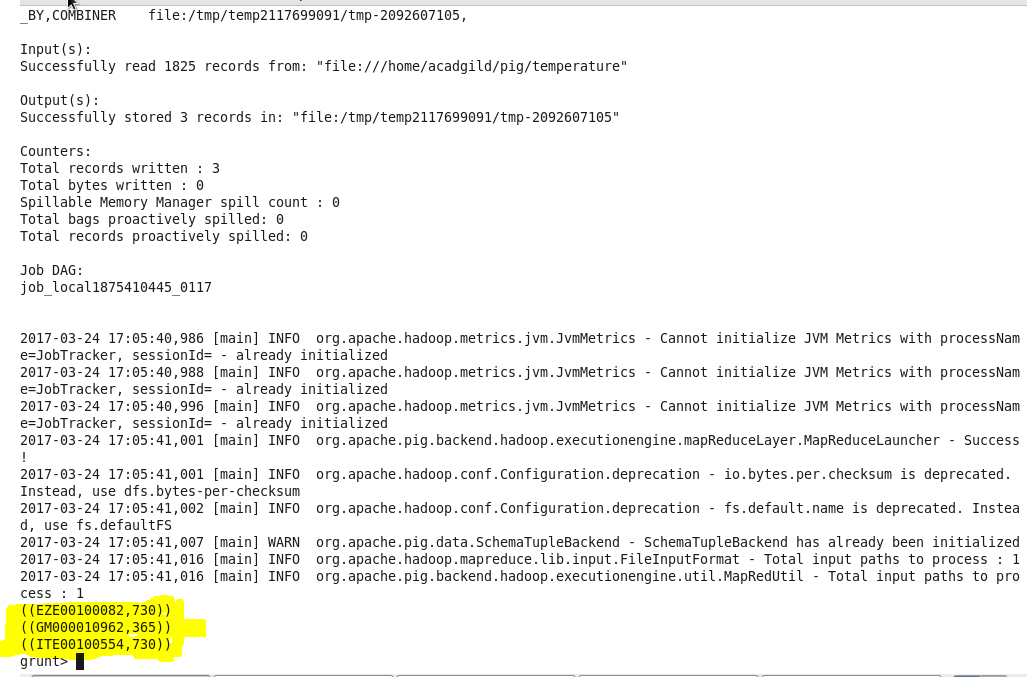 _BY,COMBINER    file:/tmp/temp2117699091/tmp-2092607105,
Input(s):
Successfully read 1825 records from: "file:///home/acadgild/pig/temperature"
Output(s):
Successfully stored 3 records in: "file:/tmp/temp2117699091/tmp-2092607105"
Counters:
Total records written : 3
Total bytes written : 0
Spillable Memory Manager spill count : 0
Total bags proactively spilled: 0
Total records proactively spilled: 0
Job DAG:
job_local1875410445_0117
2017-03-24 17:05:40,986 [main] INFO  org.apache.hadoop.metrics.jvm.JvmMetrics - Cannot initialize JVM Metrics with processNam
e=JobTracker, sessionId= - already initialized
2017-03-24 17:05:40,988 [main] INFO  org.apache.hadoop.metrics.jvm.JvmMetrics - Cannot initialize JVM Metrics with processNam
e=JobTracker, sessionId= - already initialized
2017-03-24 17:05:40,996 [main] INFO  org.apache.hadoop.metrics.jvm.JvmMetrics - Cannot initialize JVM Metrics with processNam
e=JobTracker, sessionId= - already initialized
2017-03-24 17:05:41,001 [main] INFO  org.apache.pig.backend.hadoop.executionengine.mapReduceLayer.MapReduceLauncher - Success
!
2017-03-24 17:05:41,001 [main] INFO  org.apache.hadoop.conf.Configuration.deprecation - io.bytes.per.checksum is deprecated.
Instead, use dfs.bytes-per-checksum
2017-03-24 17:05:41,002 [main] INFO  org.apache.hadoop.conf.Configuration.deprecation - fs.default.name is deprecated. Instea
d, use fs.defaultFS
2017-03-24 17:05:41,007 [main] WARN  org.apache.pig.data.SchemaTupleBackend - SchemaTupleBackend has already been initialized
2017-03-24 17:05:41,016 [main] INFO  org.apache.hadoop.mapreduce.lib.input.FileInputFormat - Total input paths to process : 1
2017-03-24 17:05:41,016 [main] INFO  org.apache.pig.backend.hadoop.executionengine.util.MapRedUtil - Total input paths to pro
cess : 1
((EZE00100082,730))
((GM000010962,365))
((ITE00100554,730))
grunt>